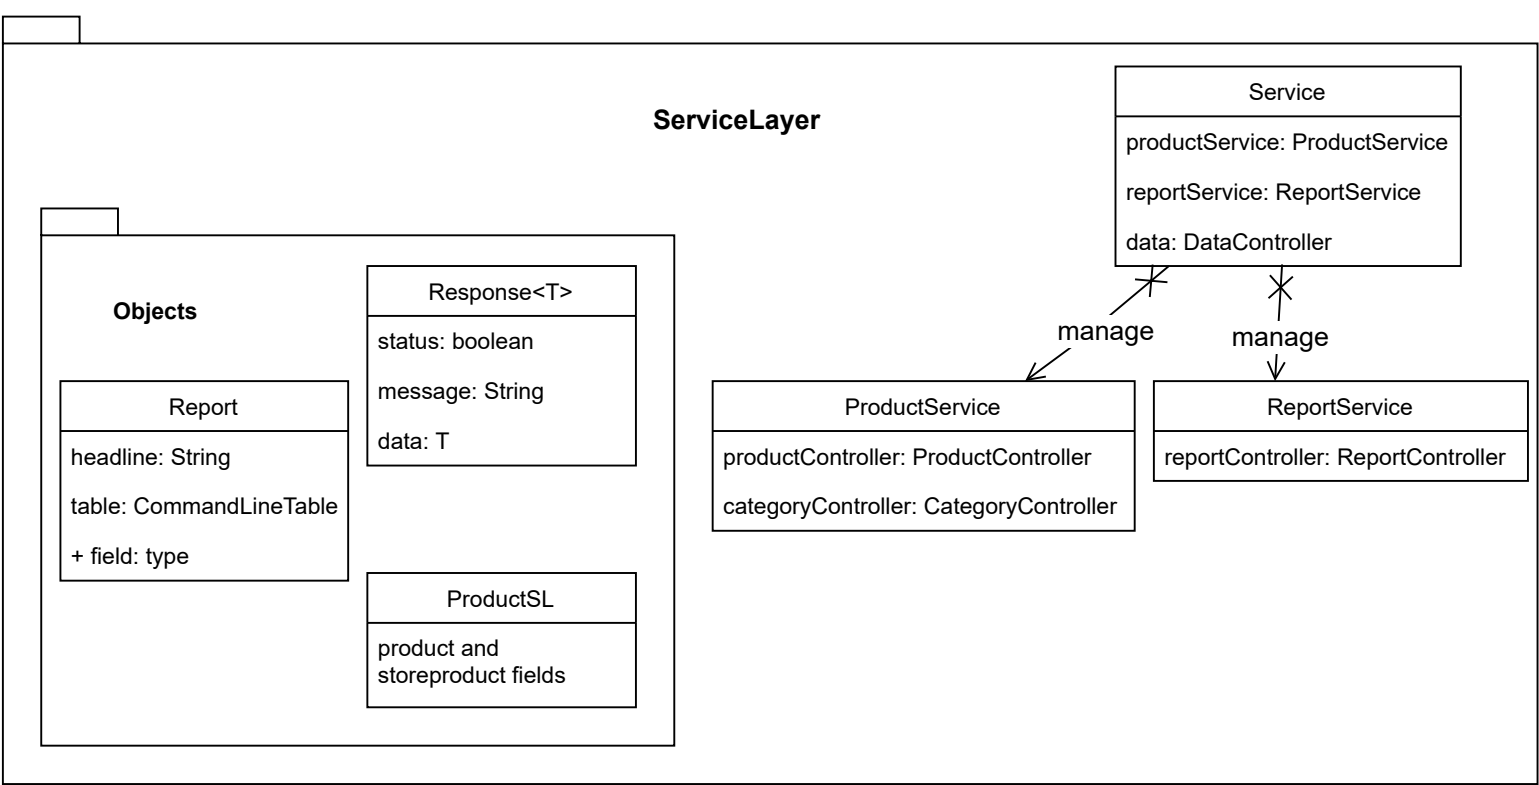 ServiceLayer
Service
productService: ProductService
reportService: ReportService
data: DataController
manage
manage
Objects
Response<T>
status: boolean
message: String
data: T
Report
headline: String
table: CommandLineTable
+ field: type
ProductSL
product and
storeproduct fields
ProductService
productController: ProductController
categoryController: CategoryController
ReportService
reportController: ReportController